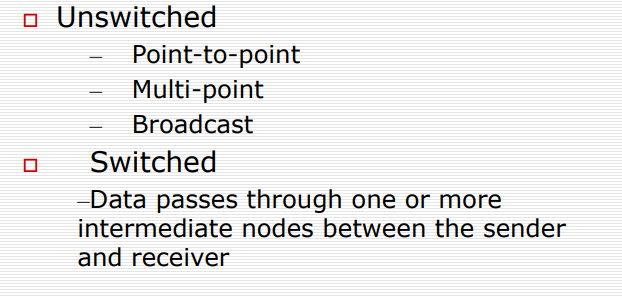 Unswitched
– Point-to-point
– Multi-point
– Broadcast
Switched
–Data passes through one or more
intermediate nodes between the sender
and receiver